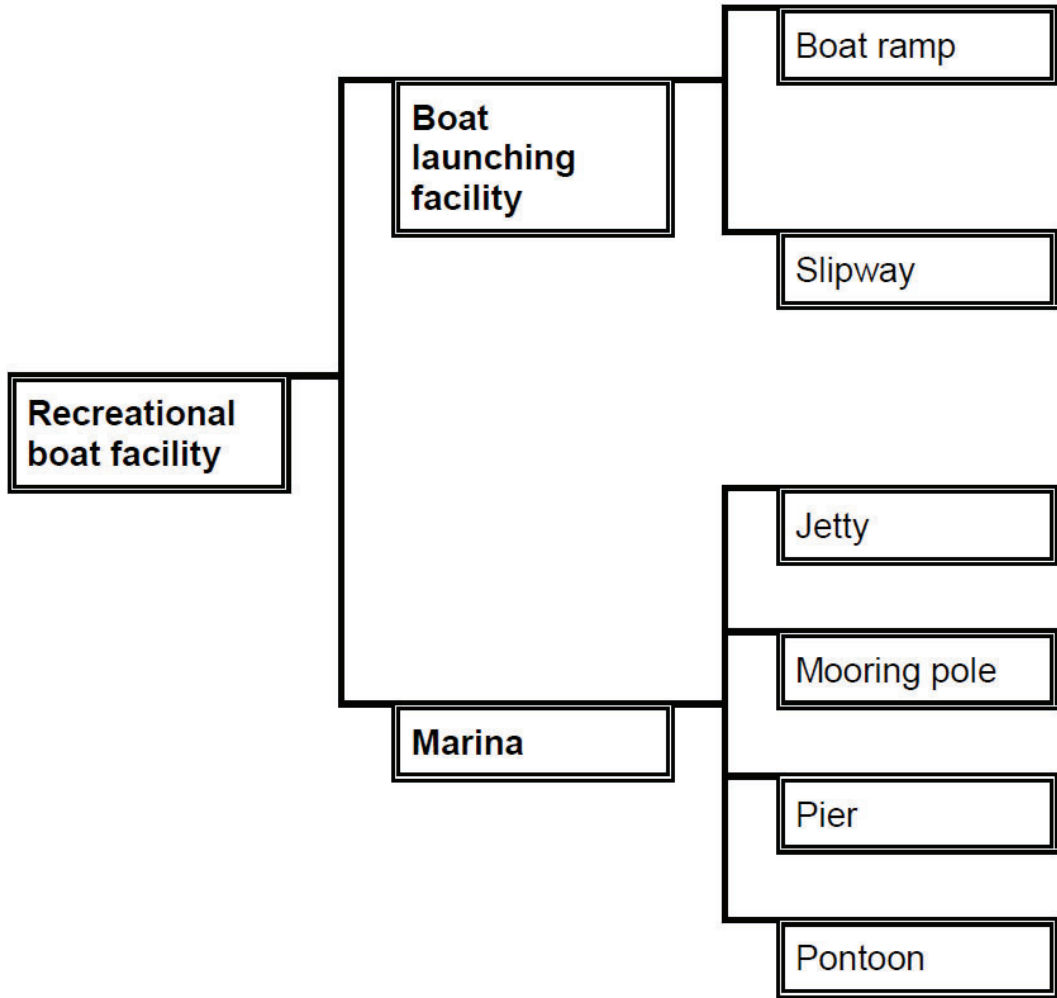 Boat ramp
Boat
launching
facility
Slipway
Recreational
boat facility
Jetty
Mooring pole
Marina
Pier
Pontoon